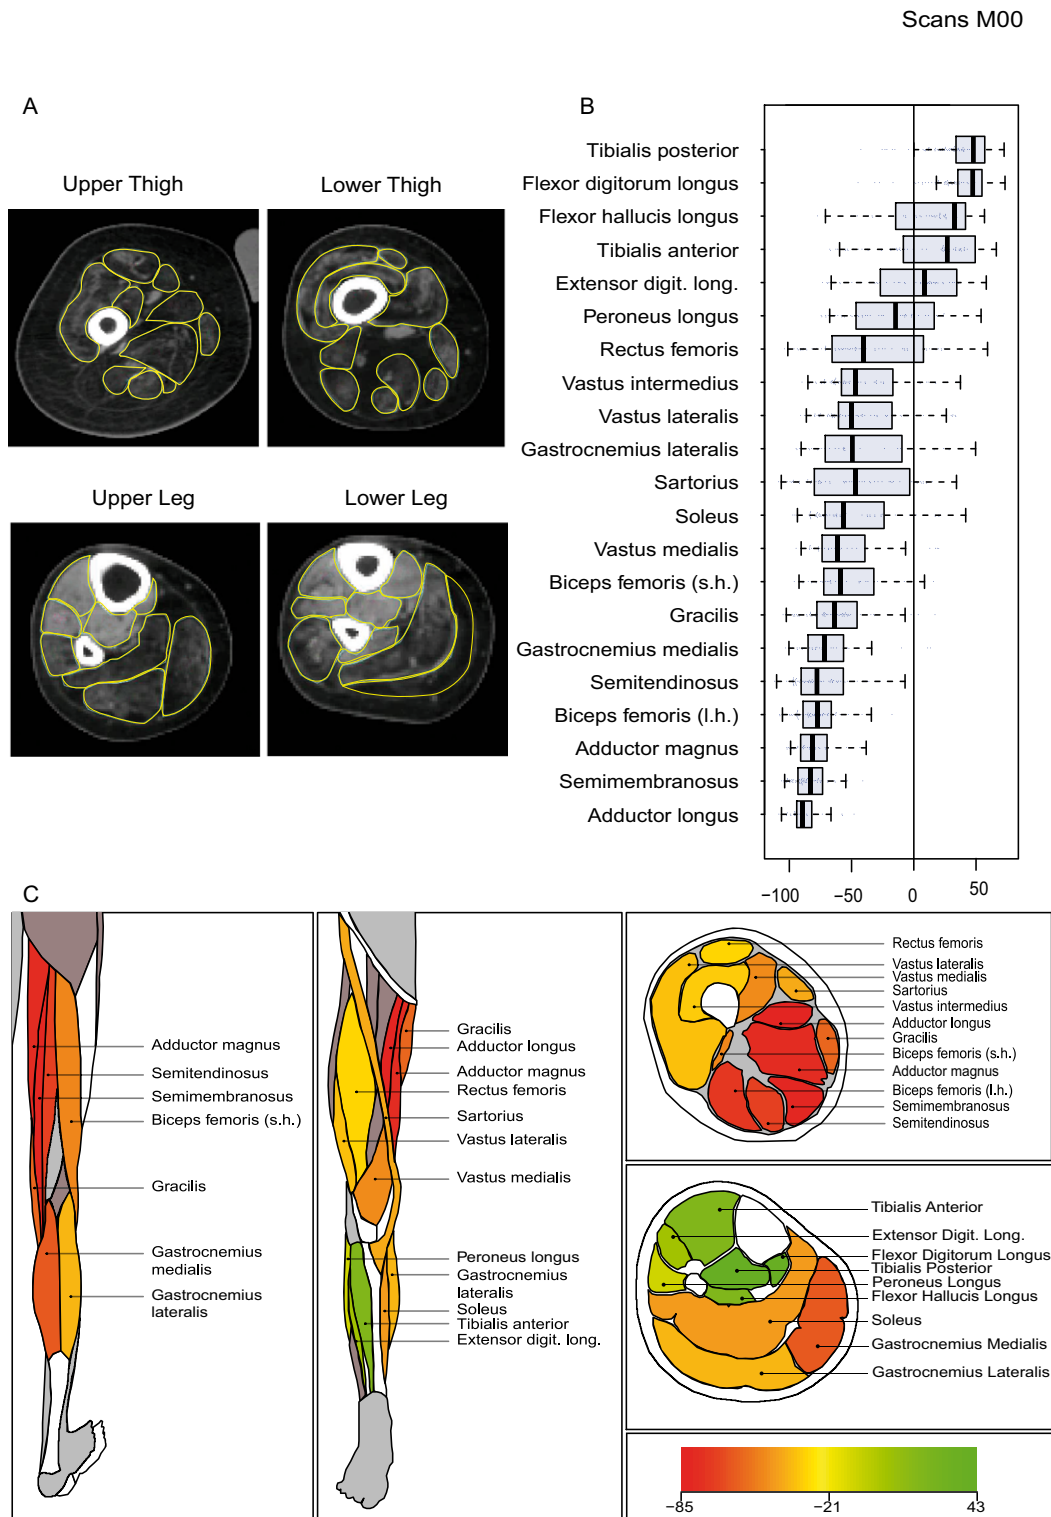 Scans M00
A
B
Upper Thigh
Lower Thigh
Upper Leg
Lower Leg
Tibialis posterior
Flexor digitorum longus
Flexor hallucis longus
Tibialis anterior
Extensor digit. long.
Peroneus longus
Rectus femoris
Vastus intermedius
Vastus lateralis
Gastrocnemius lateralis
Sartorius
Soleus
Vastus medialis
Biceps femoris (s.h.)
Gracilis
Gastrocnemius medialis
Semitendinosus
Biceps femoris (l.h.)
Adductor magnus
Semimembranosus
Adductor longus
−100 −50 0 50
C
Adductor magnus
Semitendinosus
Semimembranosus
Biceps femoris (s.h.)
Gracilis
Gastrocnemius
medialis
Gastrocnemius
lateralis
Gracilis
Adductor longus
Adductor magnus
Rectus femoris
Sartorius
Vastus lateralis
Vastus medialis
Peroneus longus
Gastrocnemius
lateralis
Soleus
Tibialis anterior
Extensor digit. long.
Rectus femoris
Vastus lateralis
Vastus medialis
Sartorius
Vastus intermedius
Adductor longus
Gracilis
Biceps femoris (s.h.)
Adductor magnus
Biceps femoris (l.h.)
Semimembranosus
Semitendinosus
Tibialis Anterior
Extensor Digit. Long.
Flexor Digitorum Longus
Tibialis Posterior
Peroneus Longus
Flexor Hallucis Longus
Soleus
Gastrocnemius Medialis
Gastrocnemius Lateralis
−85 −21 43